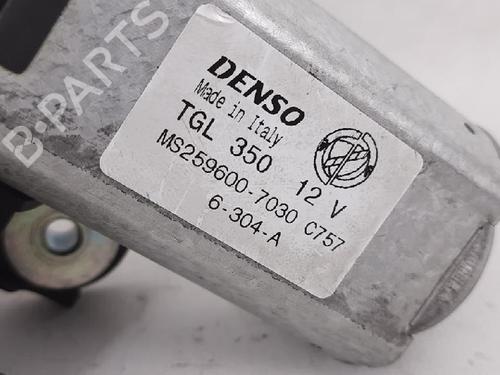 DENSO
Made in Italy
TGL 350 12 V
MS259600-7030 C757
6-304-A
B-PARTS